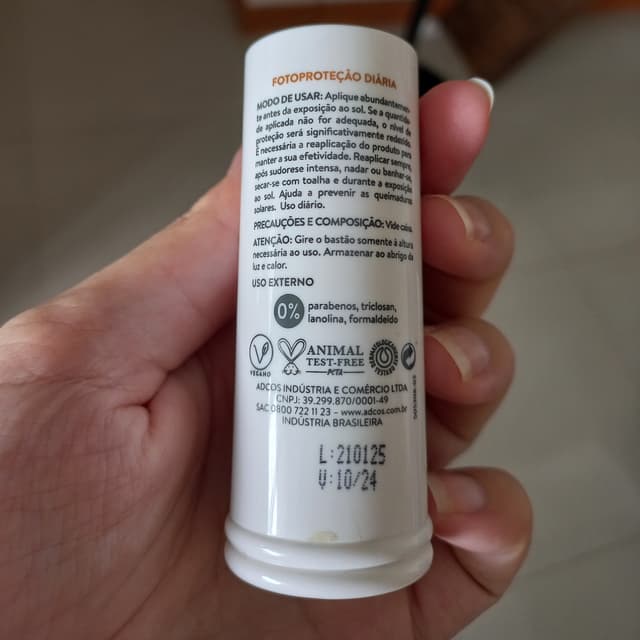 FOTOPROTEÇÃO DIÁRIA
MODO DE USAR: Aplique abundantemen-
te antes da exposição ao sol. Se a quantida-
de aplicada não for adequada, o nível de
proteção será significativamente reduzido.
É necessária a reaplicação do produto para
manter a sua efetividade. Reaplicar sempre,
após sudorese intensa, nadar ou banhar-se,
secar-se com toalha e durante a exposição
ao sol. Ajuda a prevenir as queimaduras
solares. Uso diário.
PRECAUÇÕES E COMPOSIÇÃO: Vide caixa.
ATENÇÃO: Gire o bastão somente à altura
necessária ao uso. Armazenar ao abrigo da
luz e calor.
USO EXTERNO
0% parabenos, triclosan,
lanolina, formaldeído
VEGANO
ANIMAL
TEST-FREE
PETA
DERMATOLOGICAMENTE TESTADO
ADCOS INDÚSTRIA E COMÉRCIO LTDA
CNPJ: 39.299.870/0001-49
SAC 0800 722 11 23 – www.adcos.com.br
INDÚSTRIA BRASILEIRA
L:210125
V:10/24